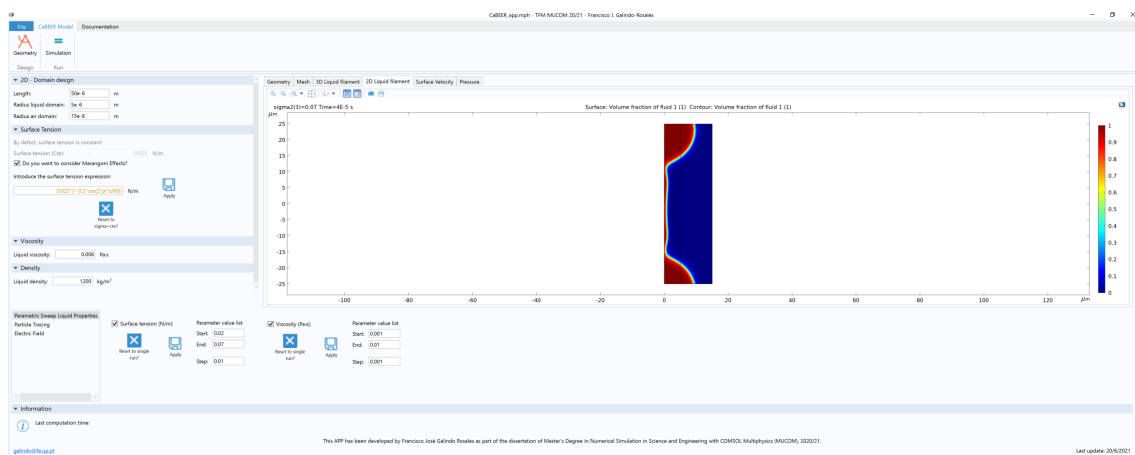 CaBEER_app.mph - TFM MUCOM 20/21 - Francisco J. Galindo-Rosales
File CaBEER Model Documentation
Geometry Simulation
Design Run
2D - Domain design
Length: 50e-6 m
Radius liquid domain: 5e-6 m
Radius air domain: 15e-6 m
Surface Tension
By defect, surface tension is constant:
Surface tension (Cte): N/m
Do you want to consider Marangoni Effects?
Introduce the surface tension expression:
N/m
Apply
Reset to
sigma=cte?
Viscosity
Liquid viscosity: 0.006 Pa·s
Density
Liquid density: 1200 kg/m³
Geometry Mesh 3D Liquid filament 2D Liquid filament Surface Velocity Pressure
sigma2(3)=0.07 Time=4E-5 s Surface: Volume fraction of fluid 1 (1) Contour: Volume fraction of fluid 1 (1)
μm
25
20
15
10
5
0
-5
-10
-15
-20
-25
-100 -80 -60 -40 -20 0 20 40 60 80 100 120 μm
1
0.9
0.8
0.7
0.6
0.5
0.4
0.3
0.2
0.1
0
Parametric Sweep Liquid Properties
Particle Tracing
Electric Field
Surface tension (N/m): Parameter value list
Start: 0.02
End: 0.07
Step: 0.01
Reset to single
run?
Apply
Viscosity (Pa·s): Parameter value list
Start: 0.001
End: 0.01
Step: 0.001
Reset to single
run?
Apply
Information
Last computation time:
This APP has been developed by Francisco José Galindo Rosales as part of the dissertation of Master's Degree in Numerical Simulation in Science and Engineering with COMSOL Multiphysics (MUCOM), 2020/21.
galindo@fe.up.pt Last update: 20/6/2021